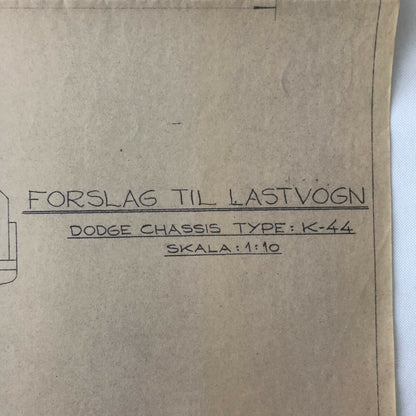 FORSLAG TIL LASTVOGN
DODGE CHASSIS TYPE: K-44
SKALA: 1:10